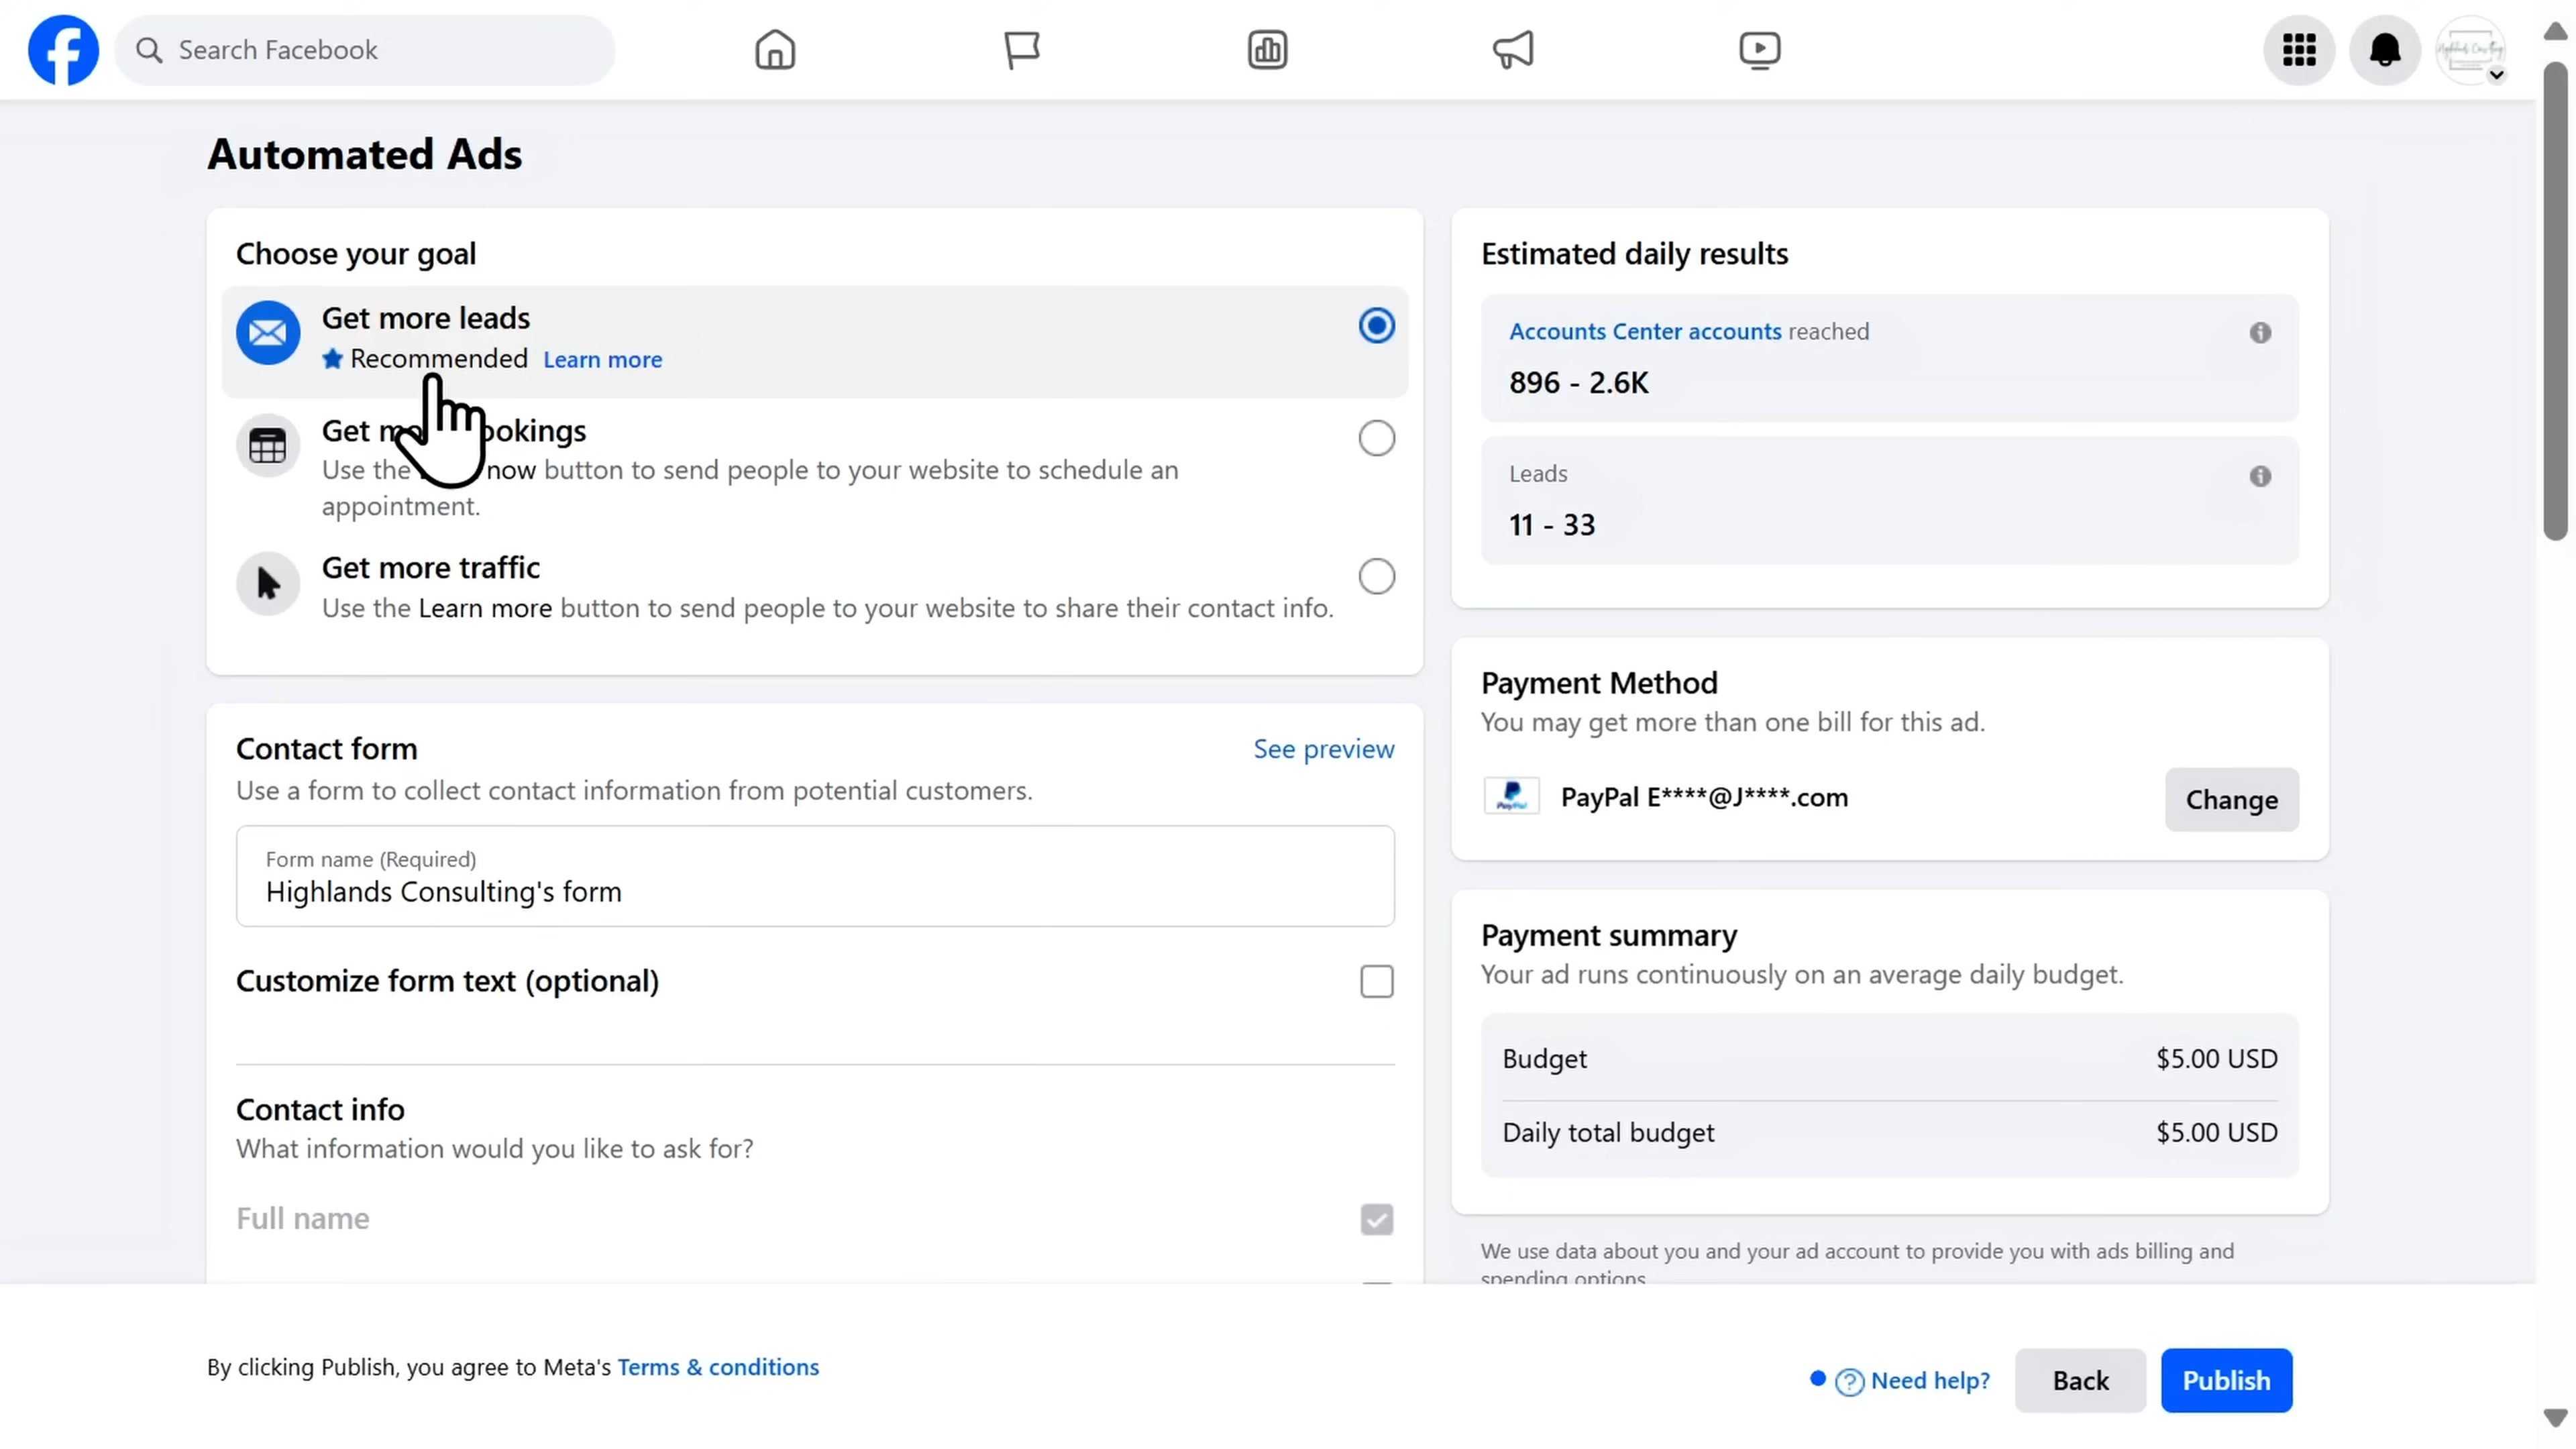 Search Facebook
Automated Ads
Choose your goal
Get more leads
Recommended Learn more
Get mo ookings
Use the now button to send people to your website to schedule an
appointment.
Get more traffic
Use the Learn more button to send people to your website to share their contact info.
Contact form
See preview
Use a form to collect contact information from potential customers.
Form name (Required)
Highlands Consulting's form
Customize form text (optional)
Contact info
What information would you like to ask for?
Full name
Estimated daily results
Accounts Center accounts reached
896 - 2.6K
Leads
11 - 33
Payment Method
You may get more than one bill for this ad.
PayPal
PayPal E****@J****.com
Change
Payment summary
Your ad runs continuously on an average daily budget.
Budget $5.00 USD
Daily total budget $5.00 USD
We use data about you and your ad account to provide you with ads billing and
spending options
By clicking Publish, you agree to Meta's Terms & conditions
Need help?
Back
Publish